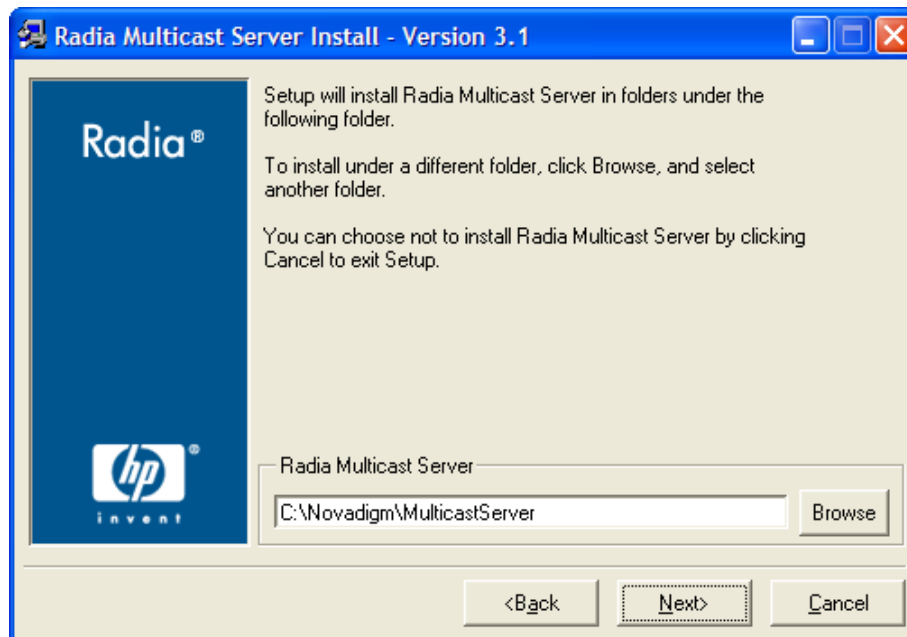 Radia Multicast Server Install - Version 3.1
Radia®
Setup will install Radia Multicast Server in folders under the
following folder.
To install under a different folder, click Browse, and select
another folder.
You can choose not to install Radia Multicast Server by clicking
Cancel to exit Setup.
hp®
invent
Radia Multicast Server
C:\Novadigm\MulticastServer
Browse
<Back
Next>
Cancel